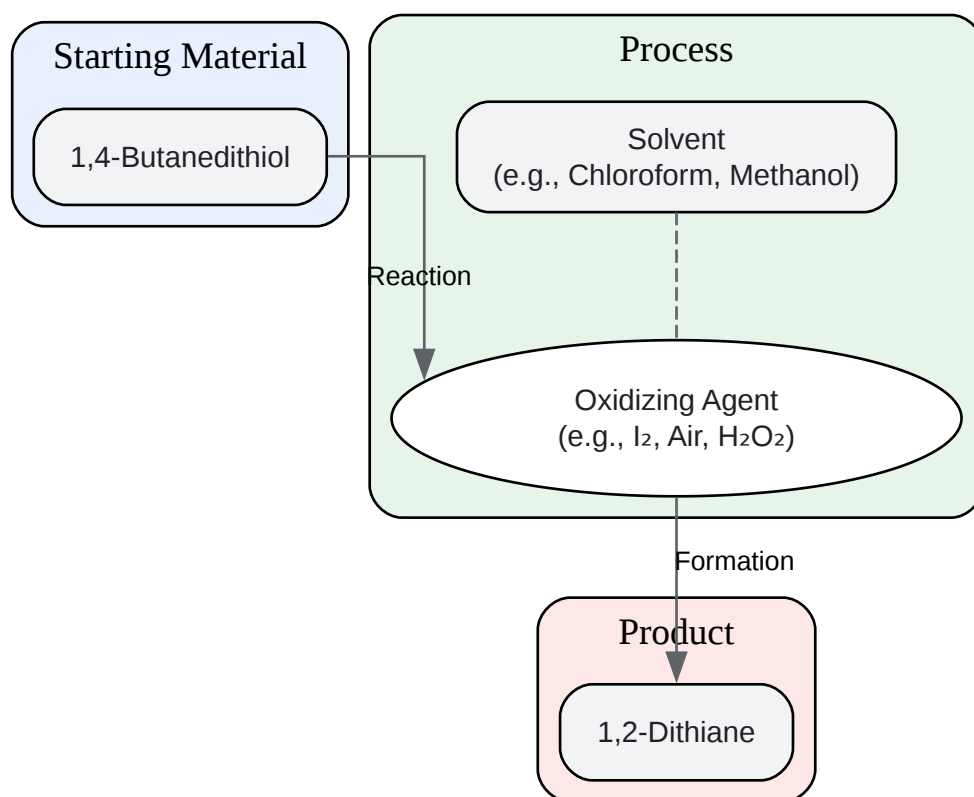 Starting Material
1,4-Butanedithiol
Process
Solvent
(e.g., Chloroform, Methanol)
Reaction
Oxidizing Agent
(e.g., I₂, Air, H₂O₂)
Formation
Product
1,2-Dithiane